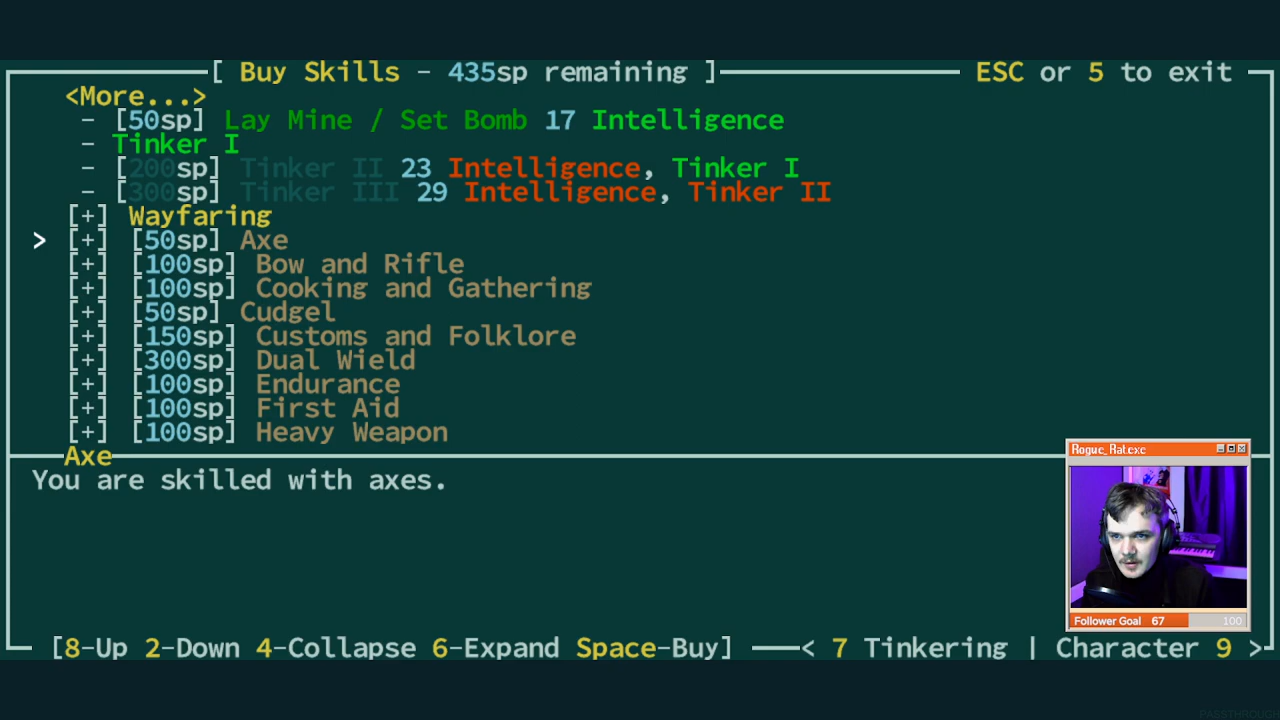 [ Buy Skills - 435sp remaining ] ESC or 5 to exit
<More...>
- [50sp] Lay Mine / Set Bomb 17 Intelligence
- Tinker I
- [200sp] Tinker II 23 Intelligence, Tinker I
- [300sp] Tinker III 29 Intelligence, Tinker II
[+] Wayfaring
> [+] [50sp] Axe
[+] [100sp] Bow and Rifle
[+] [100sp] Cooking and Gathering
[+] [50sp] Cudgel
[+] [150sp] Customs and Folklore
[+] [300sp] Dual Wield
[+] [100sp] Endurance
[+] [100sp] First Aid
[+] [100sp] Heavy Weapon
Axe
You are skilled with axes.
Rogue_Rat.exe
Follower Goal 67 100
[8-Up 2-Down 4-Collapse 6-Expand Space-Buy] < 7 Tinkering | Character 9 >
PASSTHROUGH